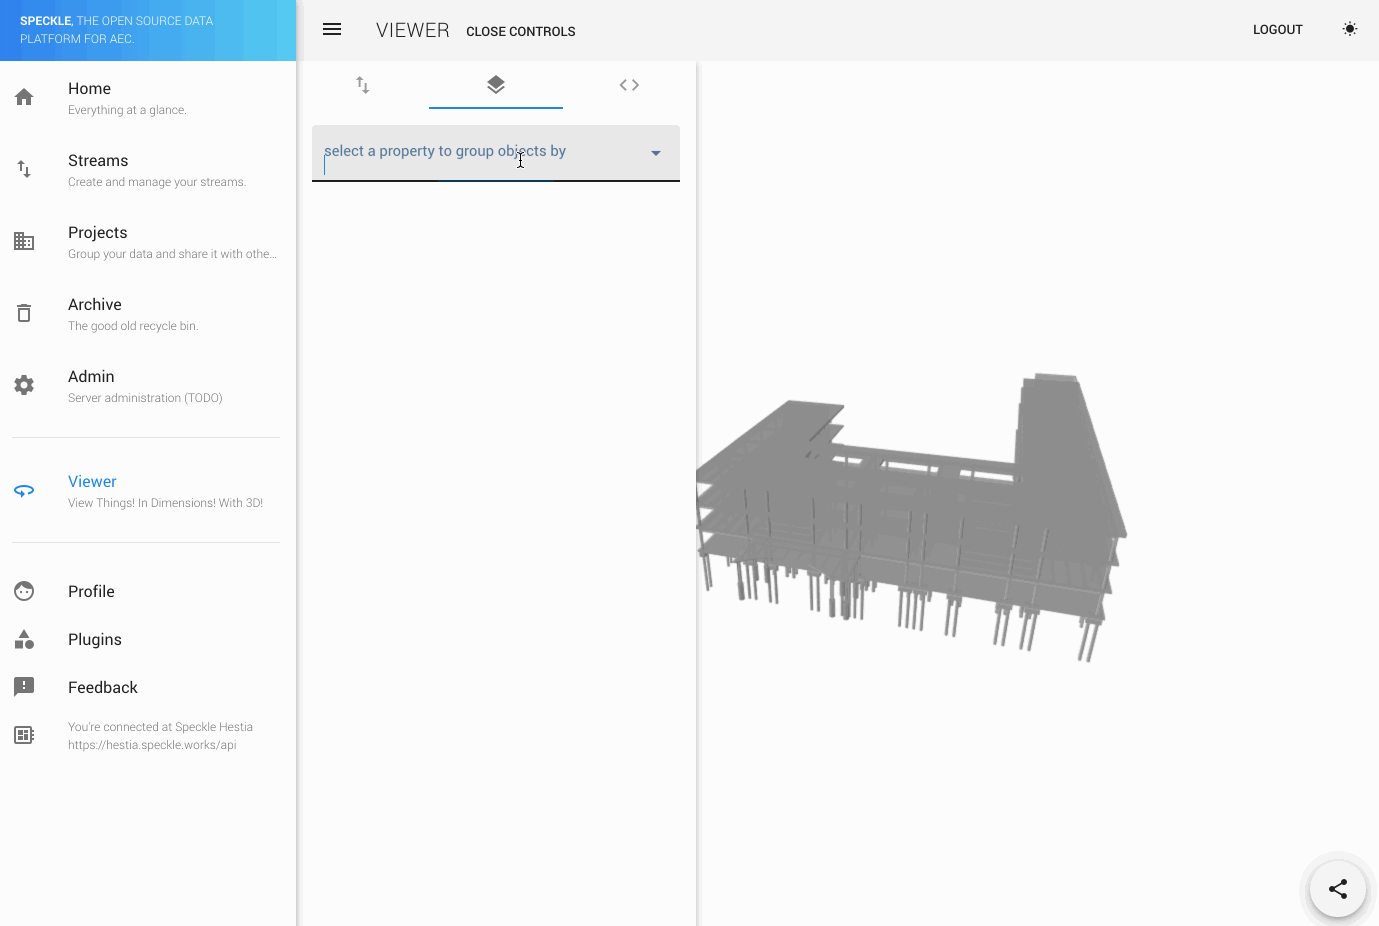 SPECKLE, THE OPEN SOURCE DATA
PLATFORM FOR AEC.
VIEWER
CLOSE CONTROLS
LOGOUT
Home
Everything at a glance.
Streams
Create and manage your streams.
Projects
Group your data and share it with othe...
Archive
The good old recycle bin.
Admin
Server administration (TODO)
Viewer
View Things! In Dimensions! With 3D!
Profile
Plugins
Feedback
You're connected at Speckle Hestia
https://hestia.speckle.works/api
select a property to group objects by